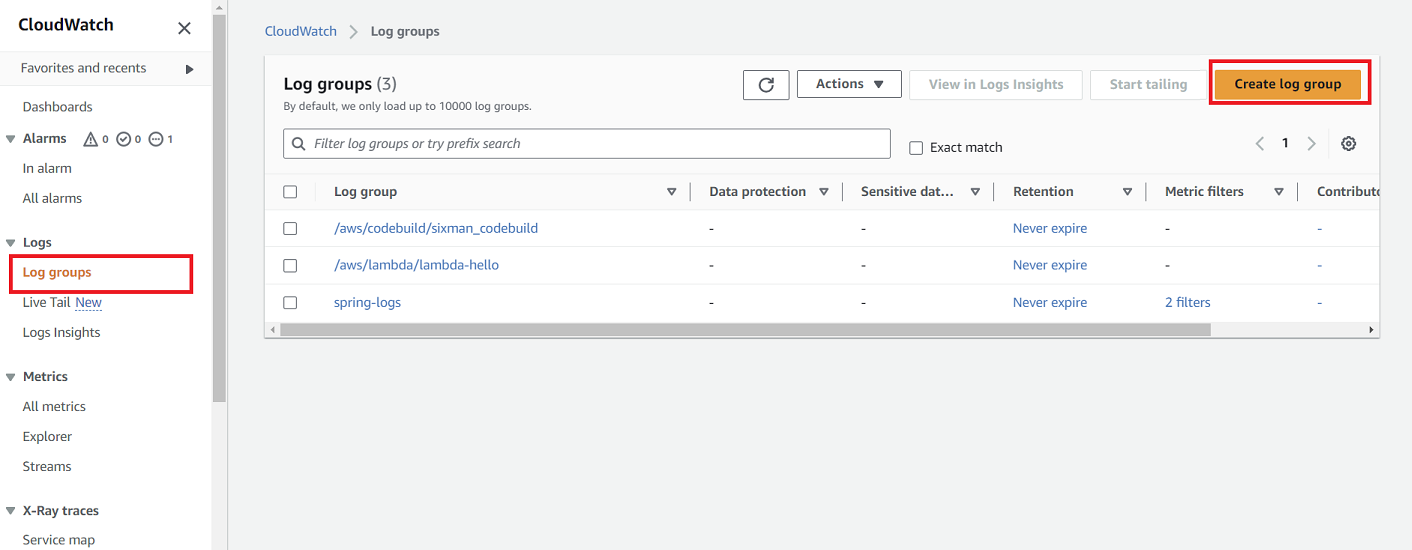 CloudWatch
Favorites and recents
Dashboards
Alarms 0 0 1
In alarm
All alarms
Logs
Log groups
Live Tail New
Logs Insights
Metrics
All metrics
Explorer
Streams
X-Ray traces
Service map
CloudWatch Log groups
Log groups (3)
By default, we only load up to 10000 log groups.
Actions View in Logs Insights Start tailing Create log group
Filter log groups or try prefix search Exact match 1
Log group Data protection Sensitive dat... Retention Metric filters Contributo
/aws/codebuild/sixman_codebuild - - Never expire - -
/aws/lambda/lambda-hello - - Never expire - -
spring-logs - - Never expire 2 filters -